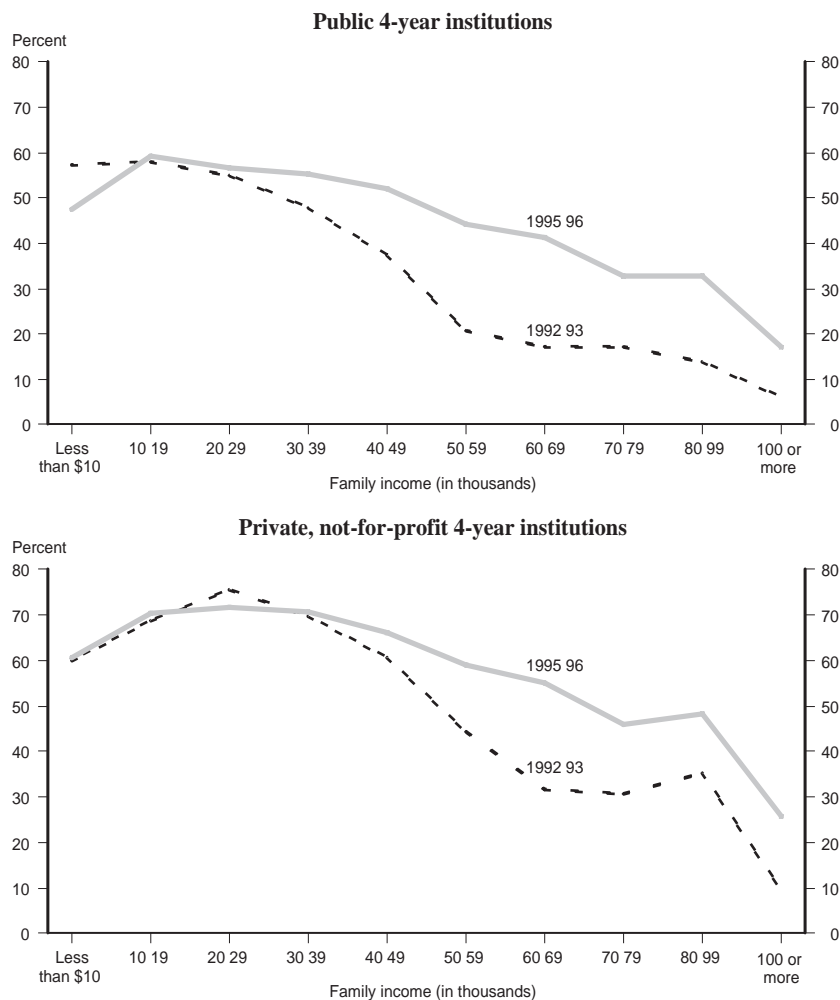 Public 4-year institutions
Percent
80 80
70 70
60 60
50 50
40 40
30 30
20 20
10 10
0 0
1995 96
1992 93
Less than $10 10 19 20 29 30 39 40 49 50 59 60 69 70 79 80 99 100 or more
Family income (in thousands)
Private, not-for-profit 4-year institutions
Percent
80 80
70 70
60 60
50 50
40 40
30 30
20 20
10 10
0 0
1995 96
1992 93
Less than $10 10 19 20 29 30 39 40 49 50 59 60 69 70 79 80 99 100 or more
Family income (in thousands)